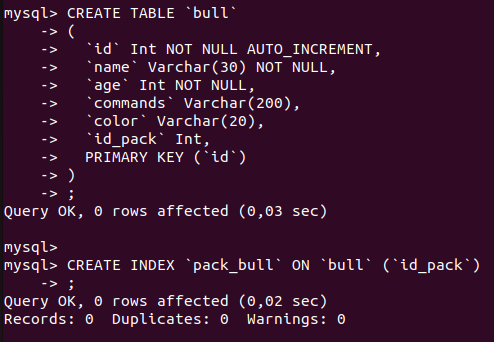 mysql> CREATE TABLE `bull`
    -> (
    ->   `id` Int NOT NULL AUTO_INCREMENT,
    ->   `name` Varchar(30) NOT NULL,
    ->   `age` Int NOT NULL,
    ->   `commands` Varchar(200),
    ->   `color` Varchar(20),
    ->   `id_pack` Int,
    ->   PRIMARY KEY (`id`)
    -> )
    -> ;
Query OK, 0 rows affected (0,03 sec)

mysql>
mysql> CREATE INDEX `pack_bull` ON `bull` (`id_pack`)
    -> ;
Query OK, 0 rows affected (0,02 sec)
Records: 0  Duplicates: 0  Warnings: 0